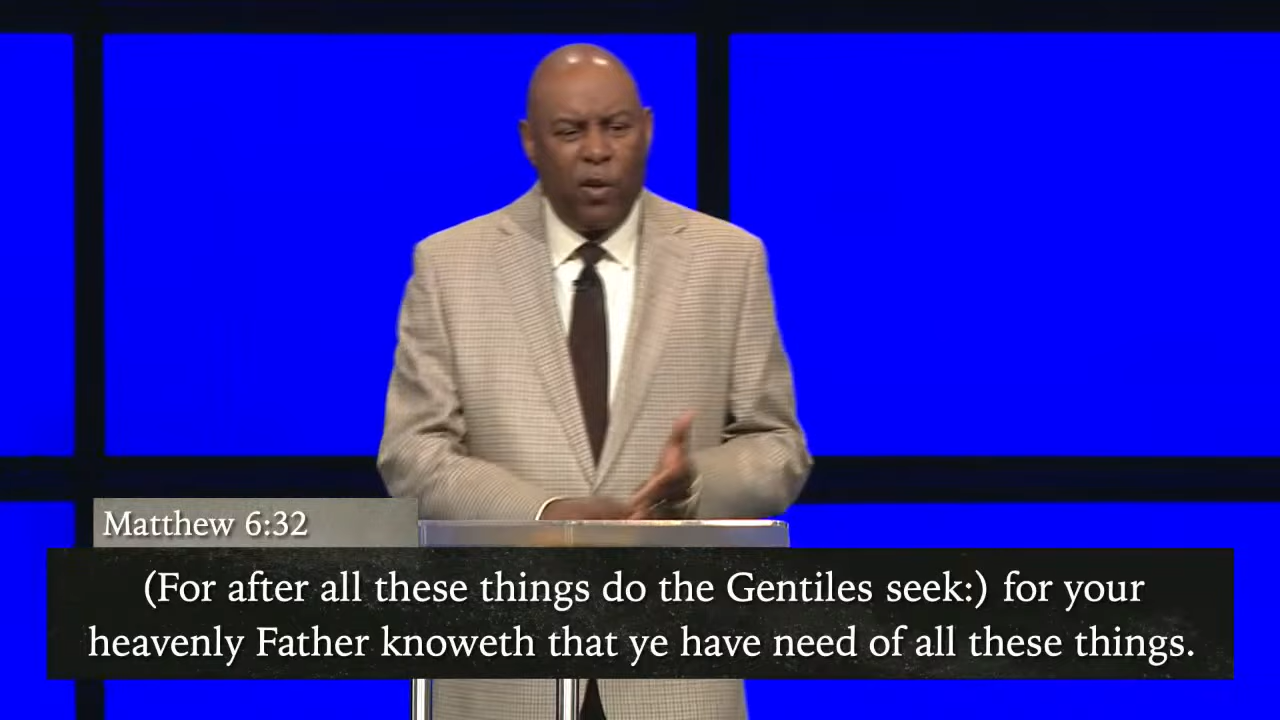 Matthew 6:32
(For after all these things do the Gentiles seek:) for your
heavenly Father knoweth that ye have need of all these things.